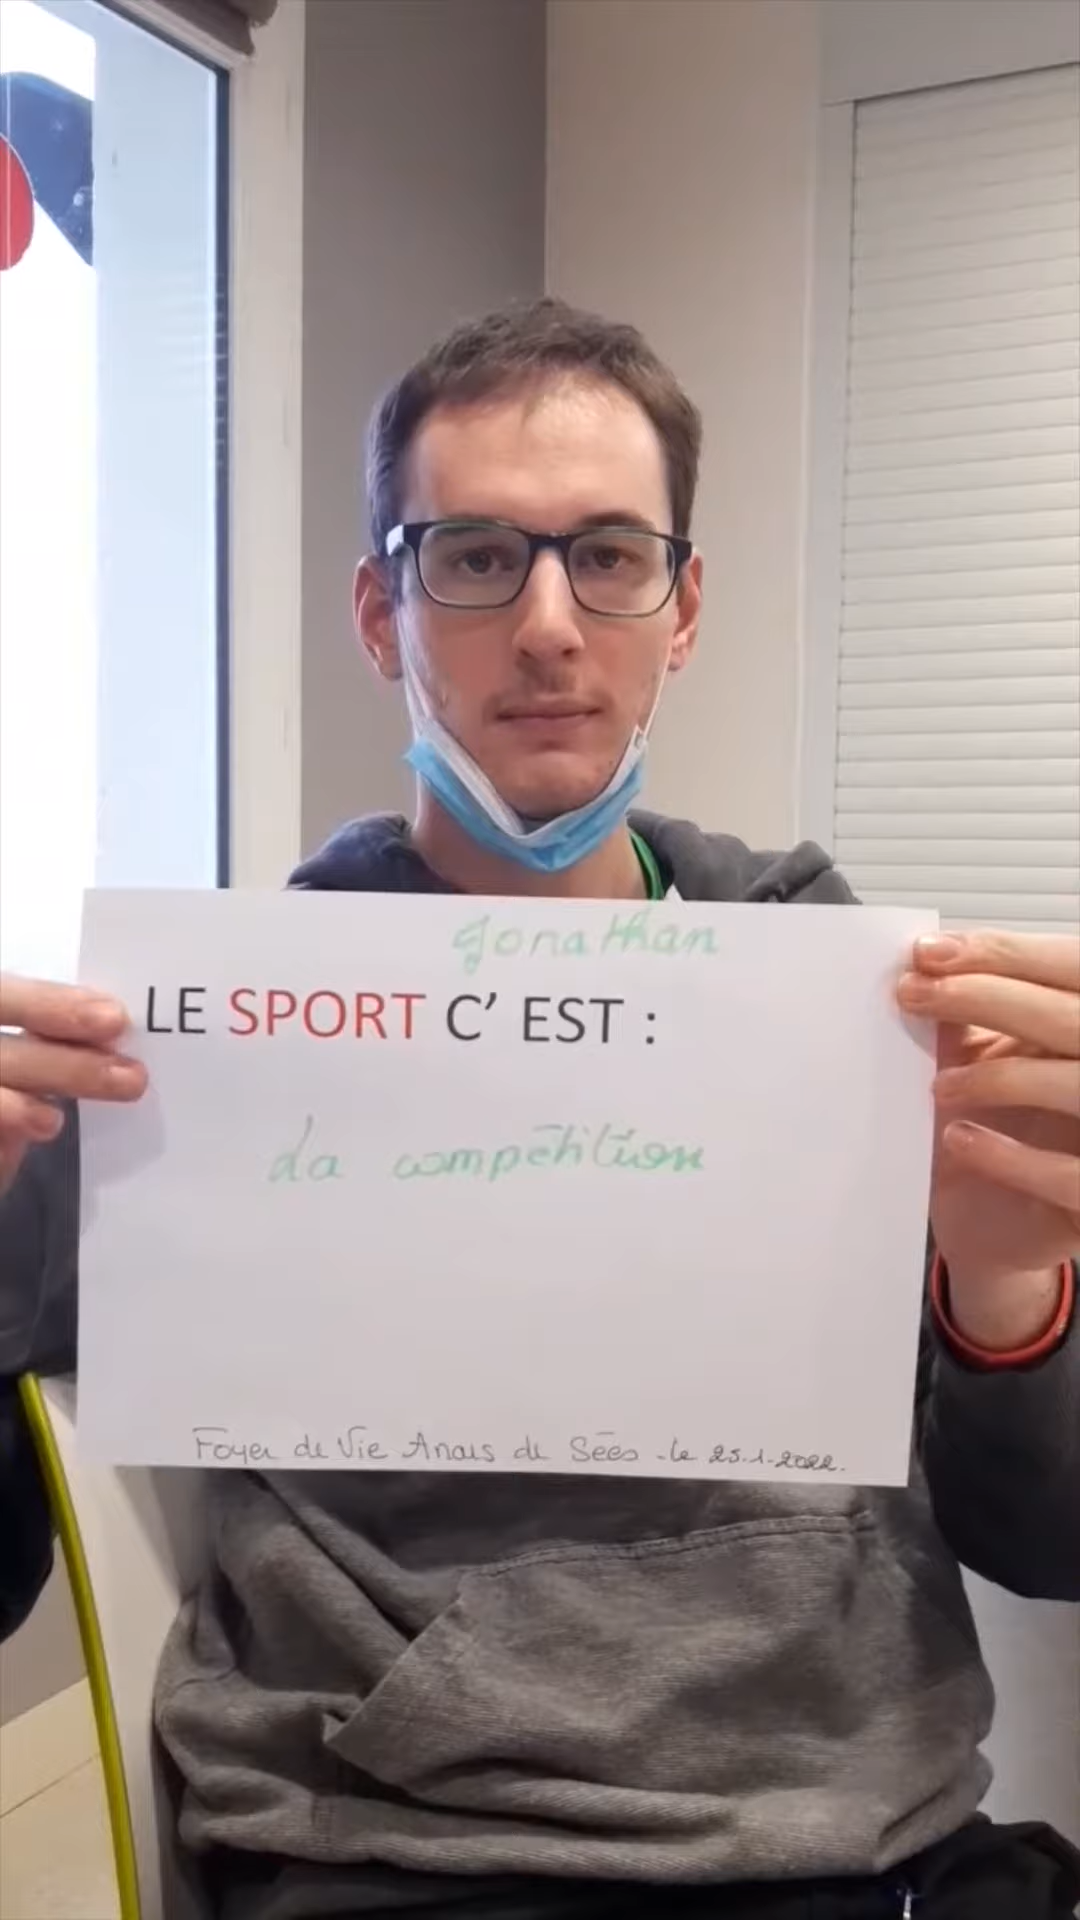 Jonathan
LE SPORT C' EST :
La compétition
Foyer de Vie Anais de Sées - le 25.1.2022.